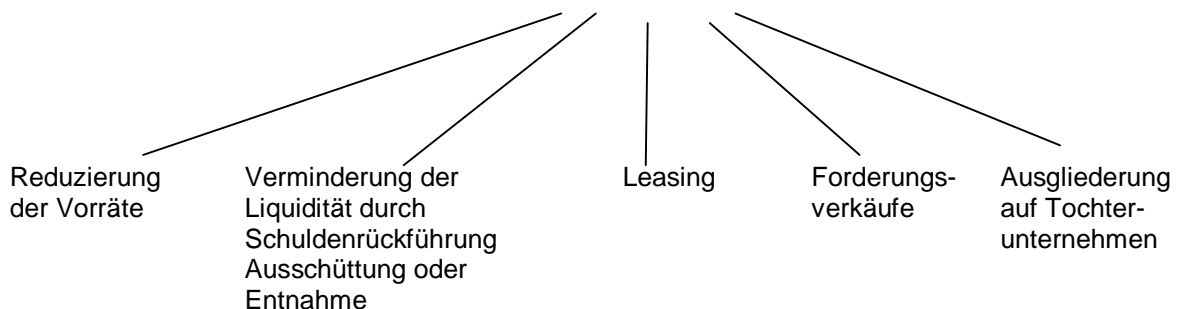 Reduzierung
der Vorräte
Verminderung der
Liquidität durch
Schuldenrückführung
Ausschüttung oder
Entnahme
Leasing
Forderungs-
verkäufe
Ausgliederung
auf Tochter-
unternehmen